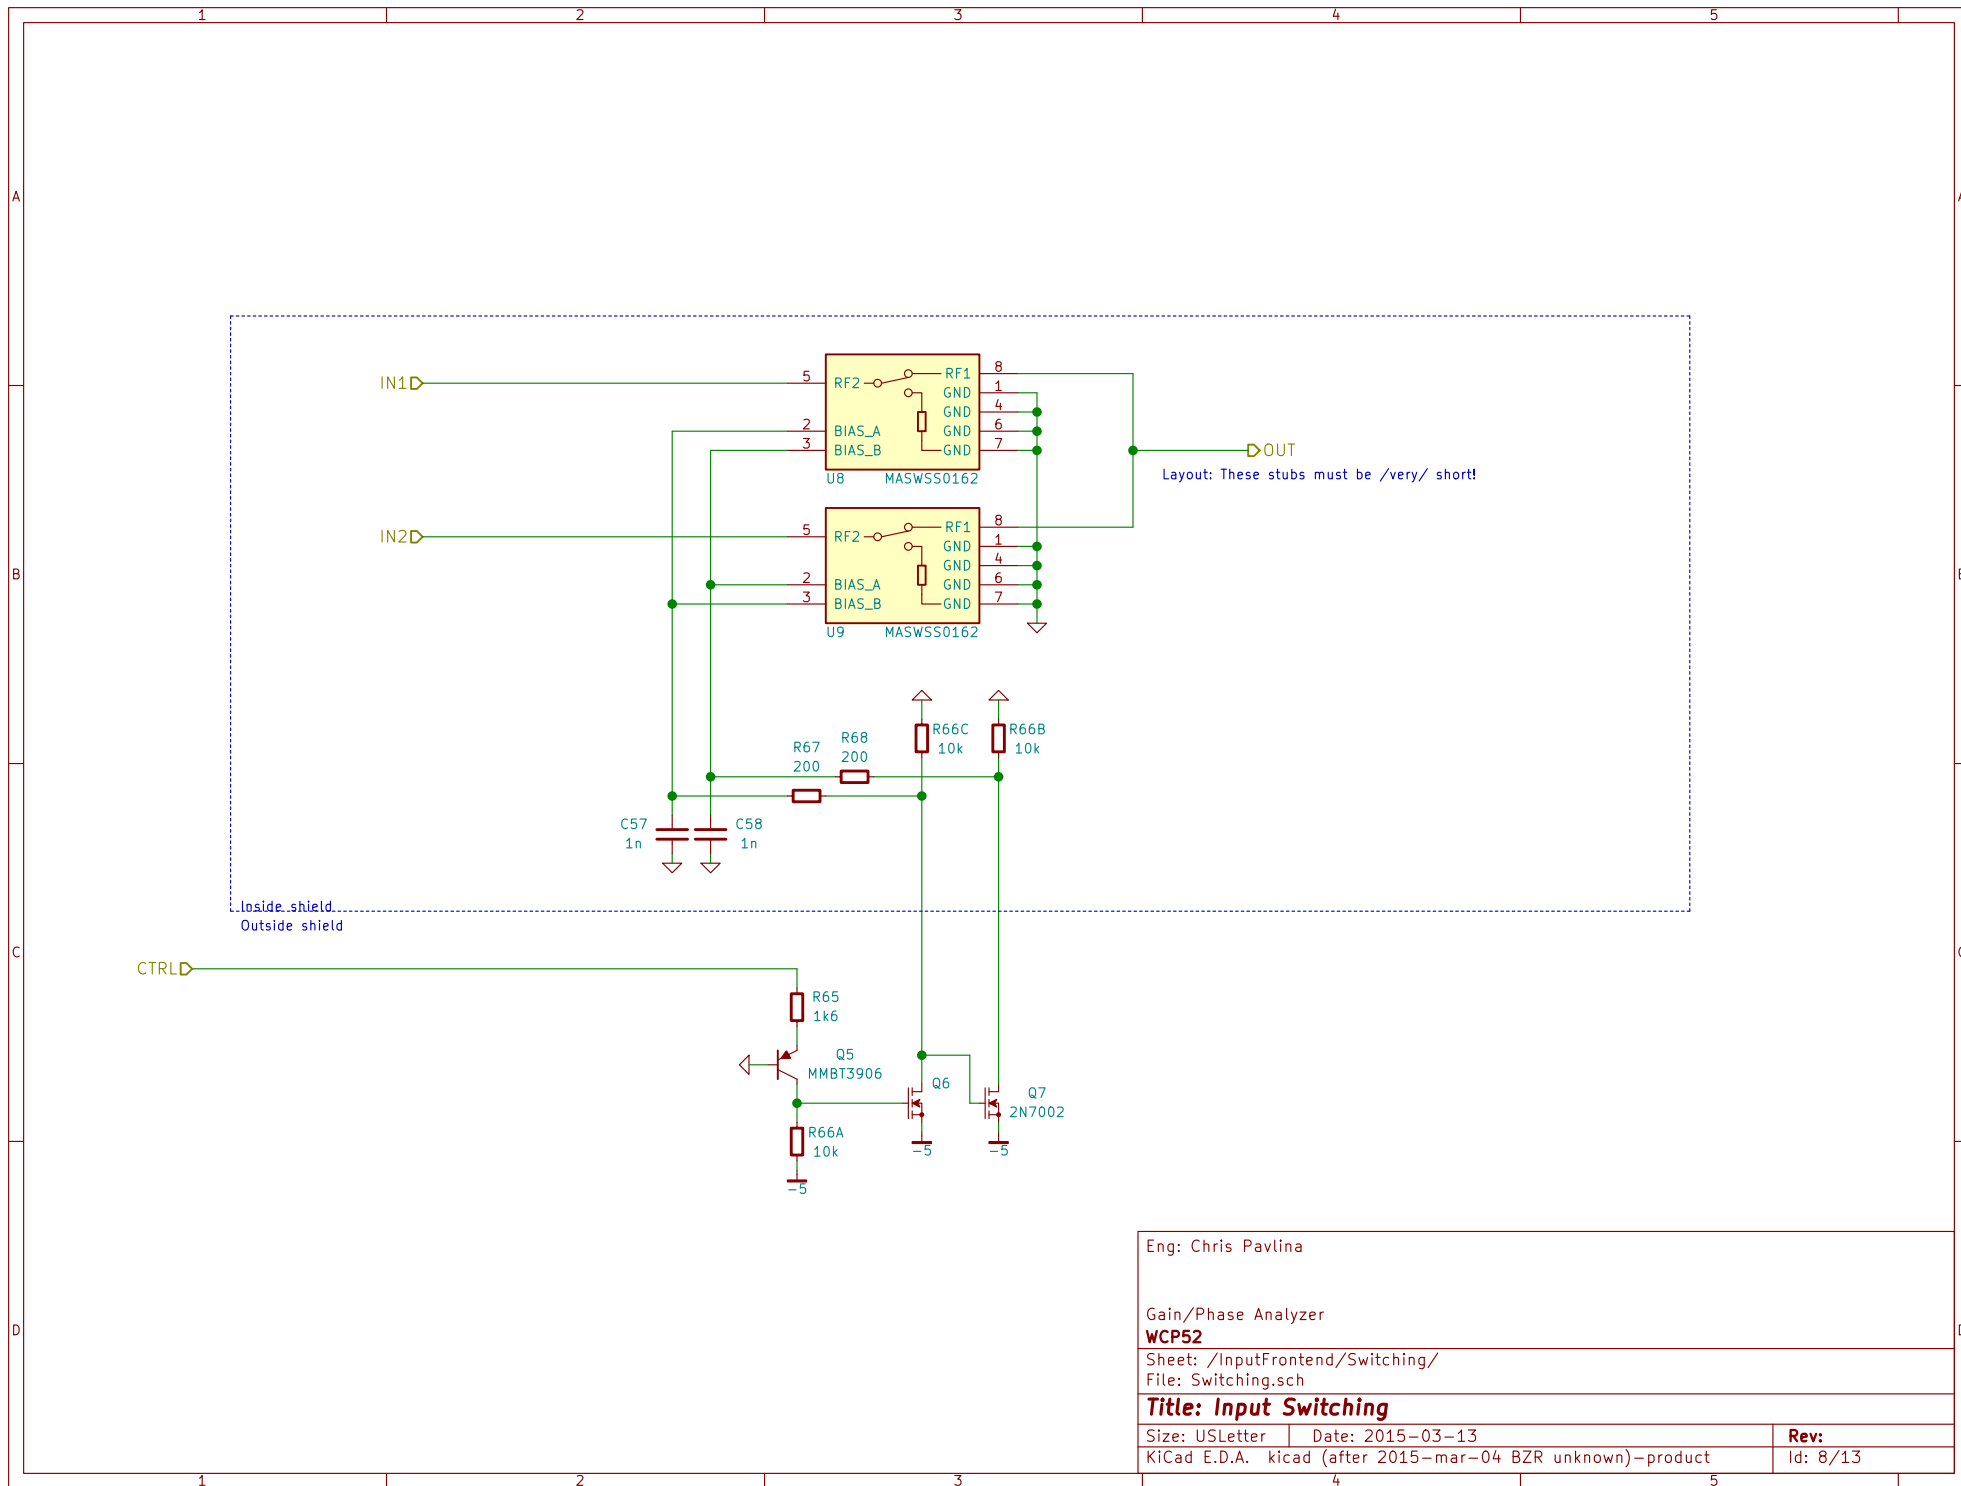 1 2 3 4 5
A A
IN1
5 RF2 RF1 8
GND 1
GND 4
2 BIAS_A GND 6
3 BIAS_B GND 7
U8 MASWSS0162
OUT
Layout: These stubs must be /very/ short!
IN2
5 RF2 RF1 8
GND 1
GND 4
2 BIAS_A GND 6
3 BIAS_B GND 7
U9 MASWSS0162
B
R66C
10k
R66B
10k
R67
200
R68
200
C57
1n
C58
1n
Inside shield
Outside shield
C
CTRL
R65
1k6
Q5
MMBT3906
Q6
Q7
2N7002
R66A
10k
-5
-5
-5
D
Eng: Chris Pavlina
Gain/Phase Analyzer
WCP52
Sheet: /InputFrontend/Switching/
File: Switching.sch
Title: Input Switching
Size: USLetter Date: 2015-03-13 Rev:
KiCad E.D.A. kicad (after 2015-mar-04 BZR unknown)-product Id: 8/13
1 2 3 4 5